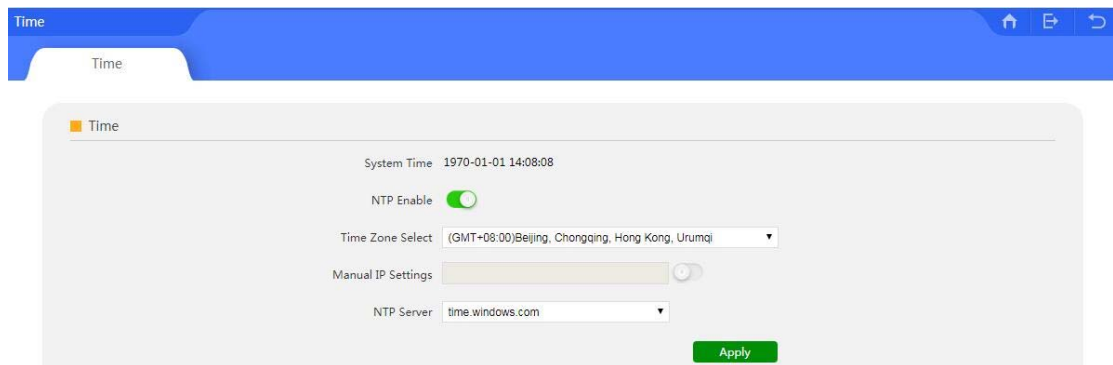 Time
Time
Time
System Time 1970-01-01 14:08:08
NTP Enable
Time Zone Select (GMT+08:00)Beijing, Chongqing, Hong Kong, Urumqi
Manual IP Settings
NTP Server time.windows.com
Apply